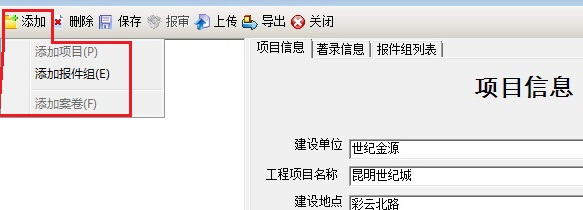 添加 删除 保存 报审 上传 导出 关闭
添加项目(P)
添加报件组(E)
添加案卷(F)
项目信息 著录信息 报件组列表
项目信息
建设单位 世纪金源
工程项目名称 昆明世纪城
建设地点 彩云北路